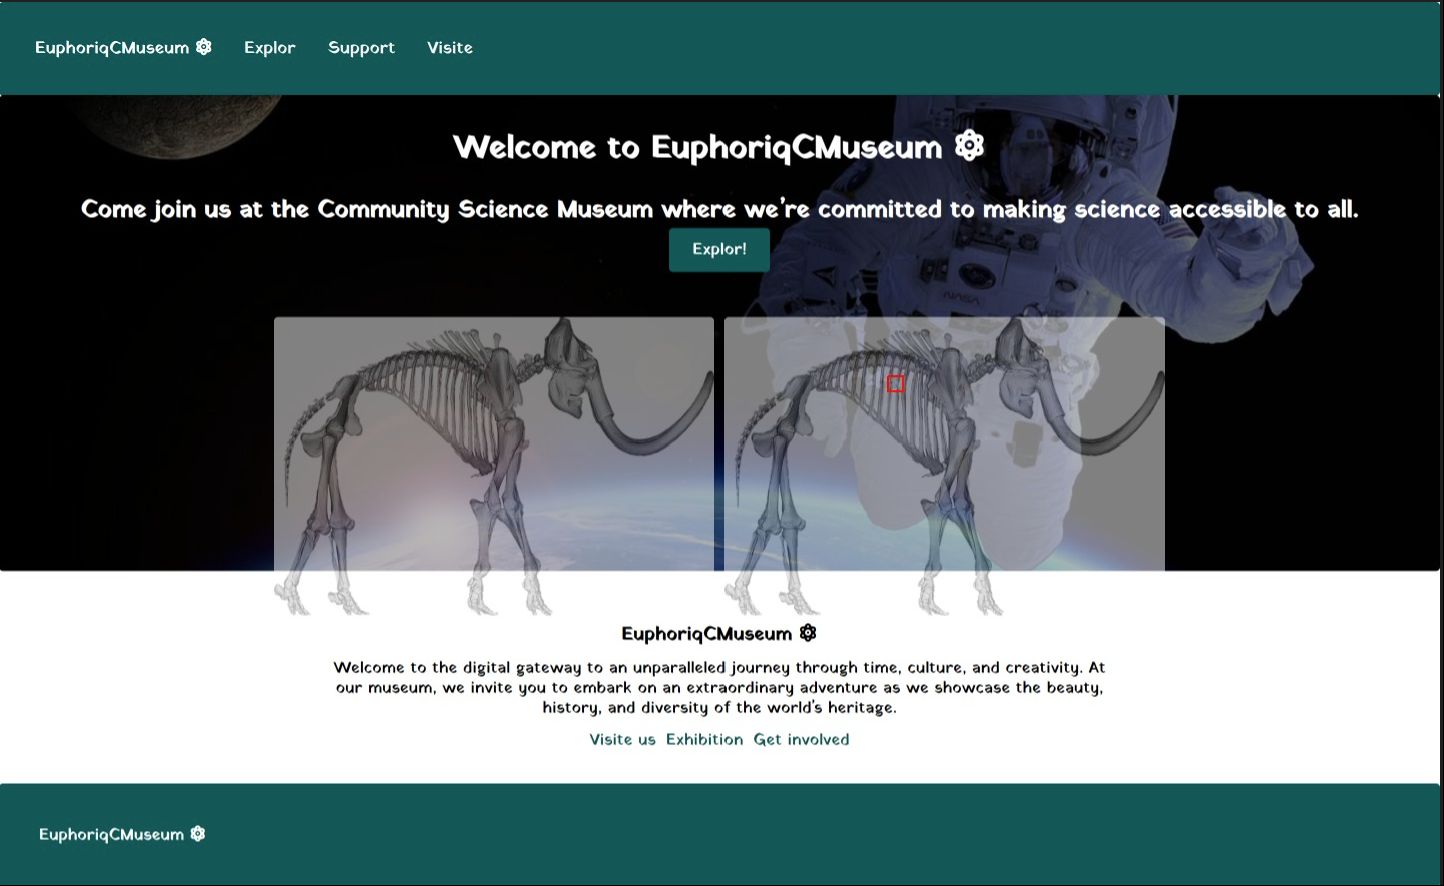 EuphoriqCMuseum Explor Support Visite
Welcome to EuphoriqCMuseum
Come join us at the Community Science Museum where we're committed to making science accessible to all.
Explor!
NASA
EuphoriqCMuseum
Welcome to the digital gateway to an unparalleled journey through time, culture, and creativity. At
our museum, we invite you to embark on an extraordinary adventure as we showcase the beauty,
history, and diversity of the world's heritage.
Visite us Exhibition Get involved
EuphoriqCMuseum